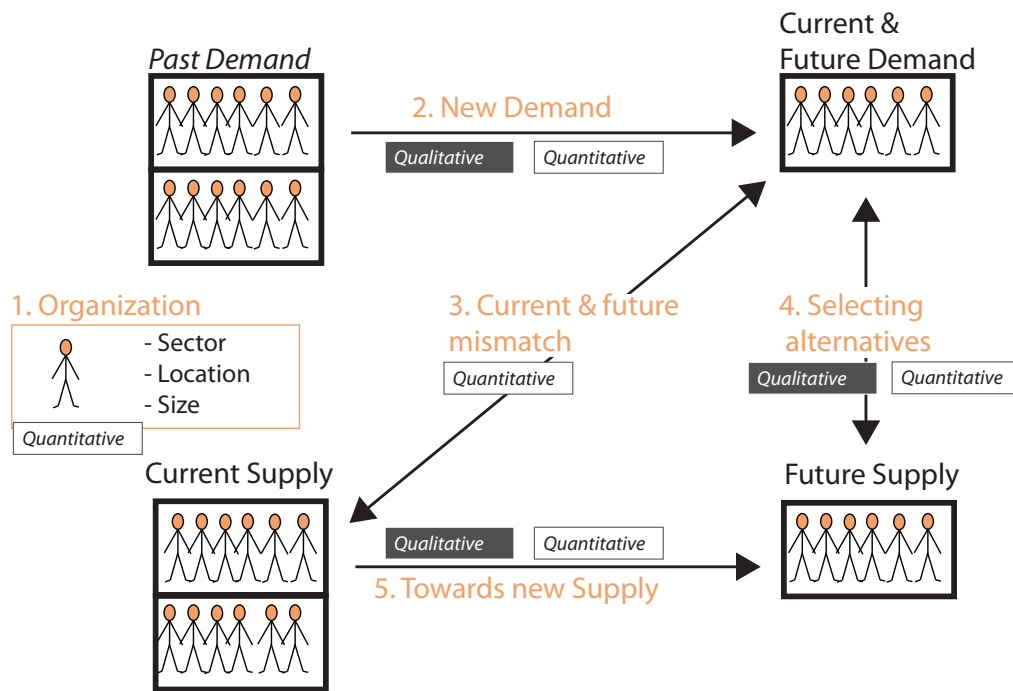 Past Demand
Current &
Future Demand
2. New Demand
Qualitative
Quantitative
1. Organization
- Sector
- Location
- Size
Quantitative
3. Current & future
mismatch
Quantitative
4. Selecting
alternatives
Qualitative
Quantitative
Current Supply
Future Supply
Qualitative
Quantitative
5. Towards new Supply